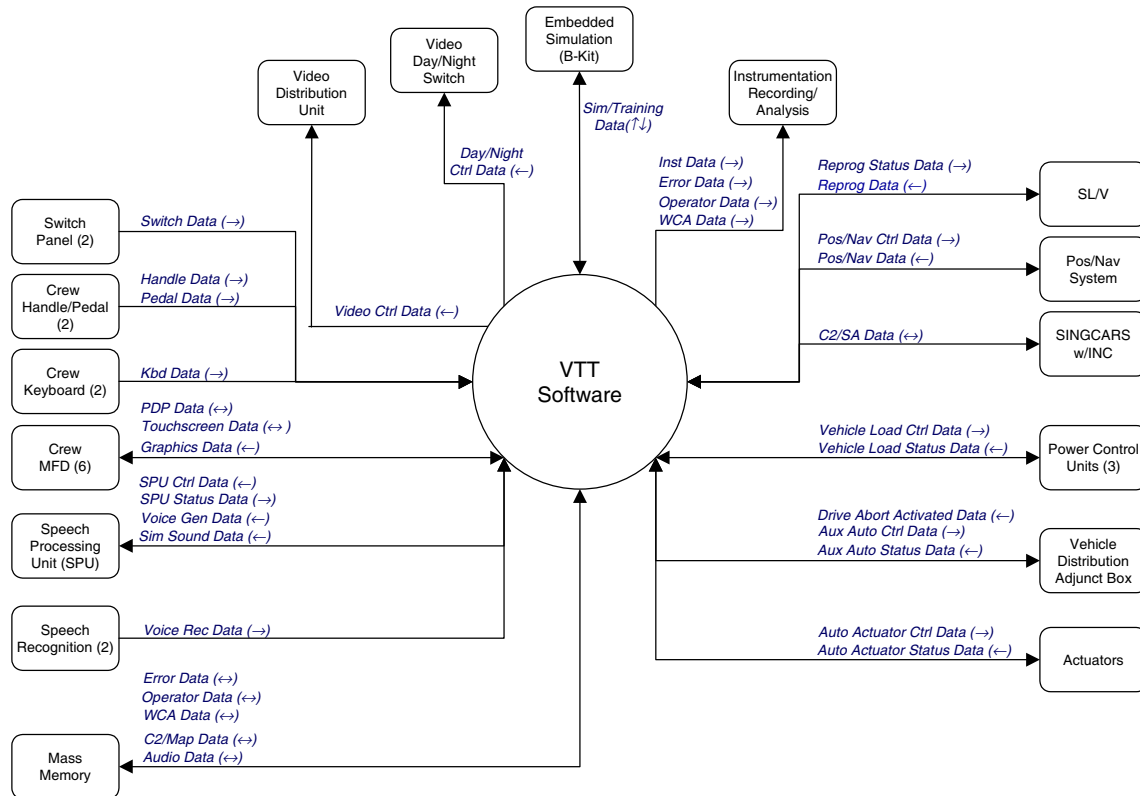 Embedded
Simulation
(B-Kit)
Video
Day/Night
Switch
Video
Distribution
Unit
Instrumentation
Recording/
Analysis
Sim/Training
Data(↑↓)
Day/Night
Ctrl Data (←)
Inst Data (→)
Error Data (→)
Operator Data (→)
WCA Data (→)
Reprog Status Data (→)
Reprog Data (←)
SL/V
Switch
Panel (2)
Switch Data (→)
Pos/Nav Ctrl Data (→)
Pos/Nav Data (←)
Pos/Nav
System
Crew
Handle/Pedal
(2)
Handle Data (→)
Pedal Data (→)
Video Ctrl Data (←)
C2/SA Data (↔)
SINGCARS
w/INC
Crew
Keyboard (2)
Kbd Data (→)
VTT
Software
Crew
MFD (6)
PDP Data (↔)
Touchscreen Data (↔ )
Graphics Data (←)
Vehicle Load Ctrl Data (→)
Vehicle Load Status Data (←)
Power Control
Units (3)
Speech
Processing
Unit (SPU)
SPU Ctrl Data (←)
SPU Status Data (→)
Voice Gen Data (←)
Sim Sound Data (←)
Drive Abort Activated Data (←)
Aux Auto Ctrl Data (→)
Aux Auto Status Data (←)
Vehicle
Distribution
Adjunct Box
Speech
Recognition (2)
Voice Rec Data (→)
Auto Actuator Ctrl Data (→)
Auto Actuator Status Data (←)
Actuators
Error Data (↔)
Operator Data (↔)
WCA Data (↔)
C2/Map Data (↔)
Audio Data (↔)
Mass
Memory